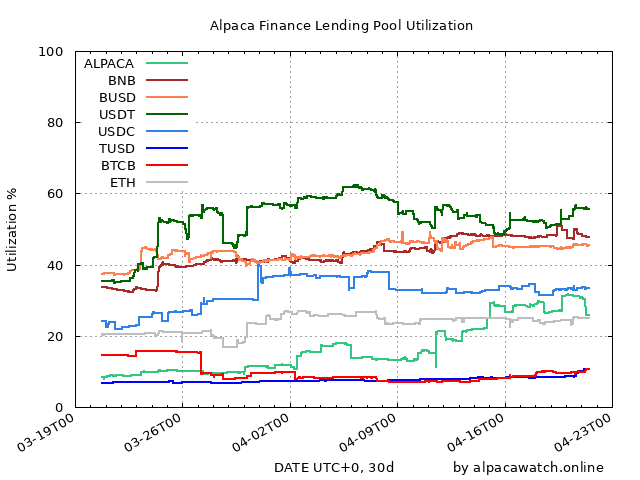 Alpaca Finance Lending Pool Utilization
100
80
60
40
20
0
Utilization %
ALPACA
BNB
BUSD
USDT
USDC
TUSD
BTCB
ETH
03-19T00
03-26T00
04-02T00
04-09T00
04-16T00
04-23T00
DATE UTC+0, 30d
by alpacawatch.online